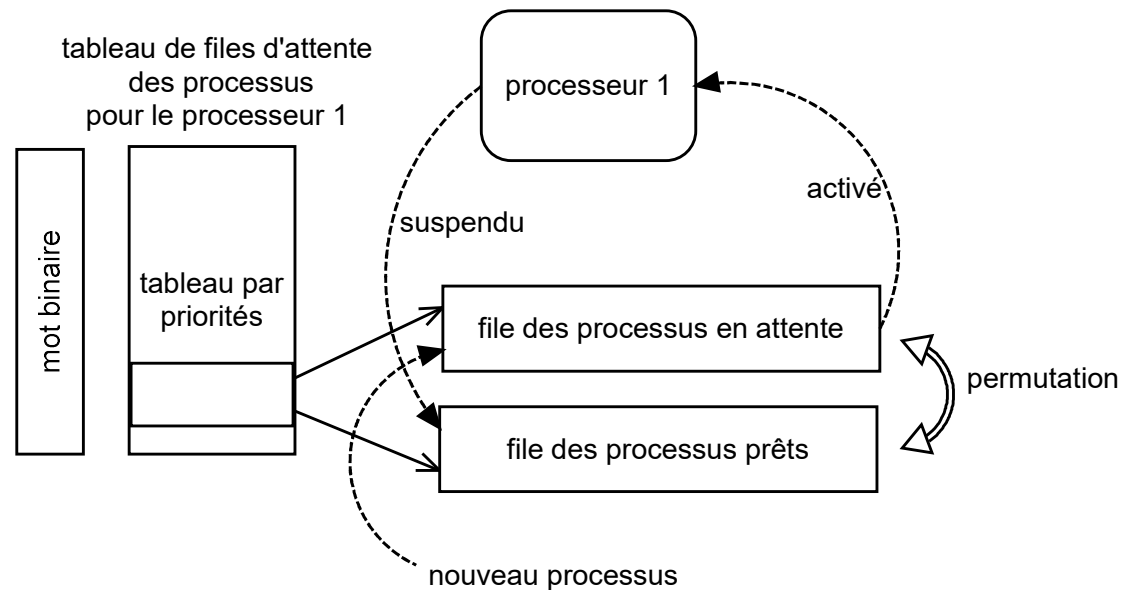 tableau de files d'attente
des processus
pour le processeur 1
processeur 1
activé
suspendu
mot binaire
tableau par
priorités
file des processus en attente
permutation
file des processus prêts
nouveau processus